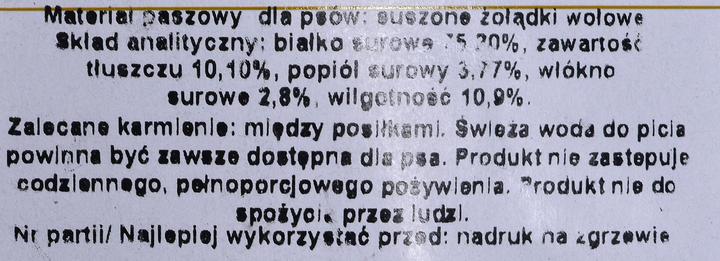 Materiał paszowy dla psów: suszone żołądki wołowe
Skład analityczny: białko surowe 75,20%, zawartość
tłuszczu 10,10%, popiół surowy 3,77%, włókno
surowe 2,8%, wilgotność 10,9%.
Zalecane karmienie: między posiłkami. Świeża woda do picia
powinna być zawsze dostępna dla psa. Produkt nie zastępuje
codziennego, pełnoporcjowego pożywienia. Produkt nie do
spożycia przez ludzi.
Nr partii/ Najlepiej wykorzystać przed: nadruk na zgrzewie